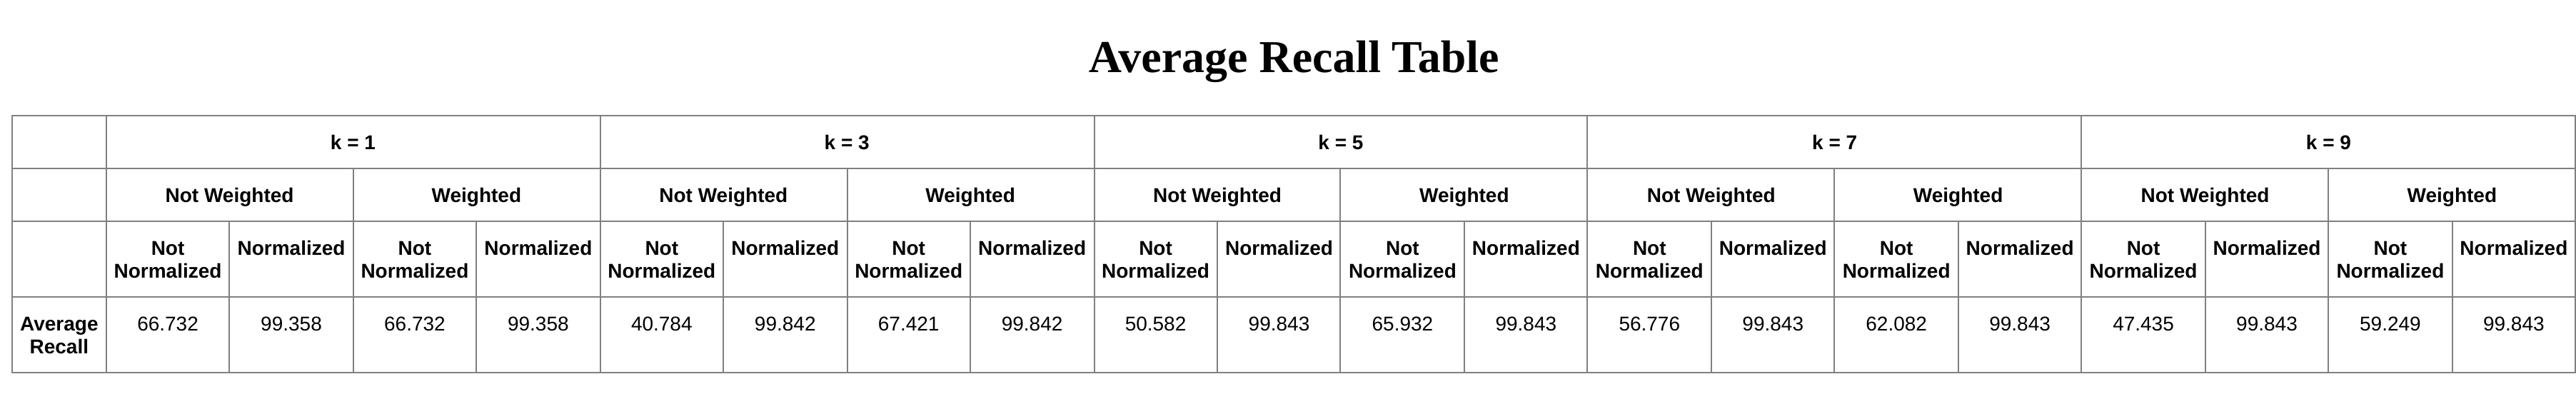 Average Recall Table
k = 1 k = 3 k = 5 k = 7 k = 9
Not Weighted Weighted Not Weighted Weighted Not Weighted Weighted Not Weighted Weighted Not Weighted Weighted
Not Normalized Normalized Not Normalized Normalized Not Normalized Normalized Not Normalized Normalized Not Normalized Normalized Not Normalized Normalized Not Normalized Normalized Not Normalized Normalized Not Normalized Normalized Not Normalized Normalized
Average Recall 66.732 99.358 66.732 99.358 40.784 99.842 67.421 99.842 50.582 99.843 65.932 99.843 56.776 99.843 62.082 99.843 47.435 99.843 59.249 99.843